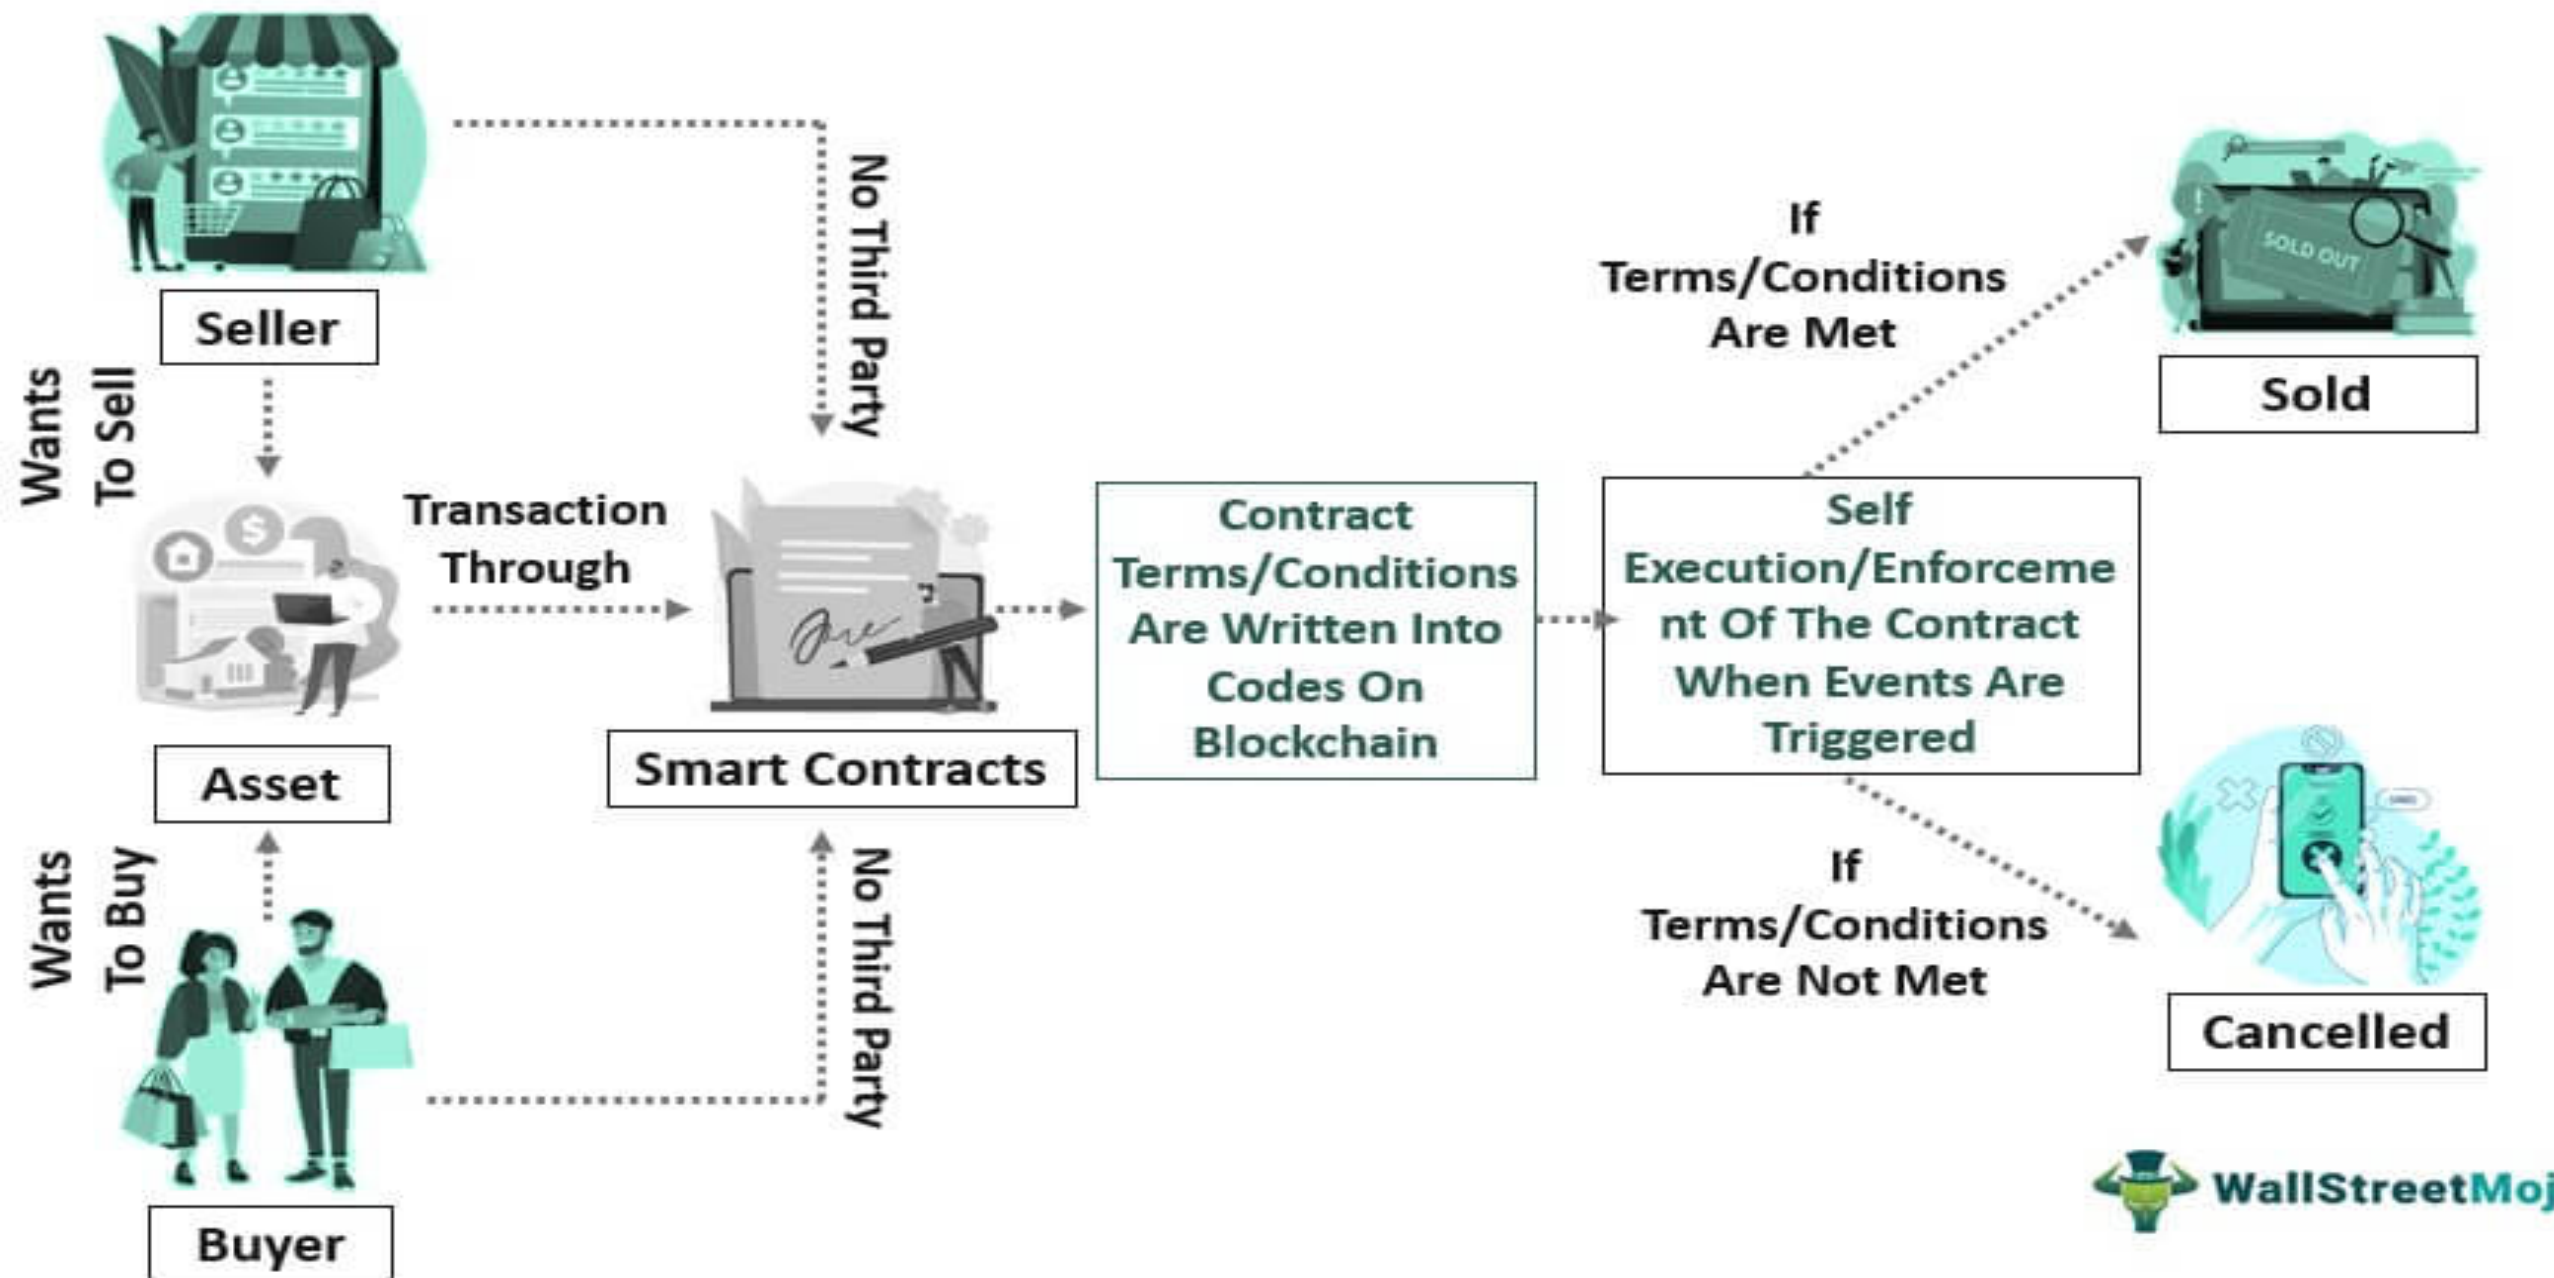 Seller
Wants
To Sell
No Third Party
If
Terms/Conditions
Are Met
SOLD OUT
Sold
Transaction
Through
Asset
Smart Contracts
Contract
Terms/Conditions
Are Written Into
Codes On
Blockchain
Self
Execution/Enforceme
nt Of The Contract
When Events Are
Triggered
Wants
To Buy
No Third Party
If
Terms/Conditions
Are Not Met
Cancelled
Buyer
WallStreetMoj